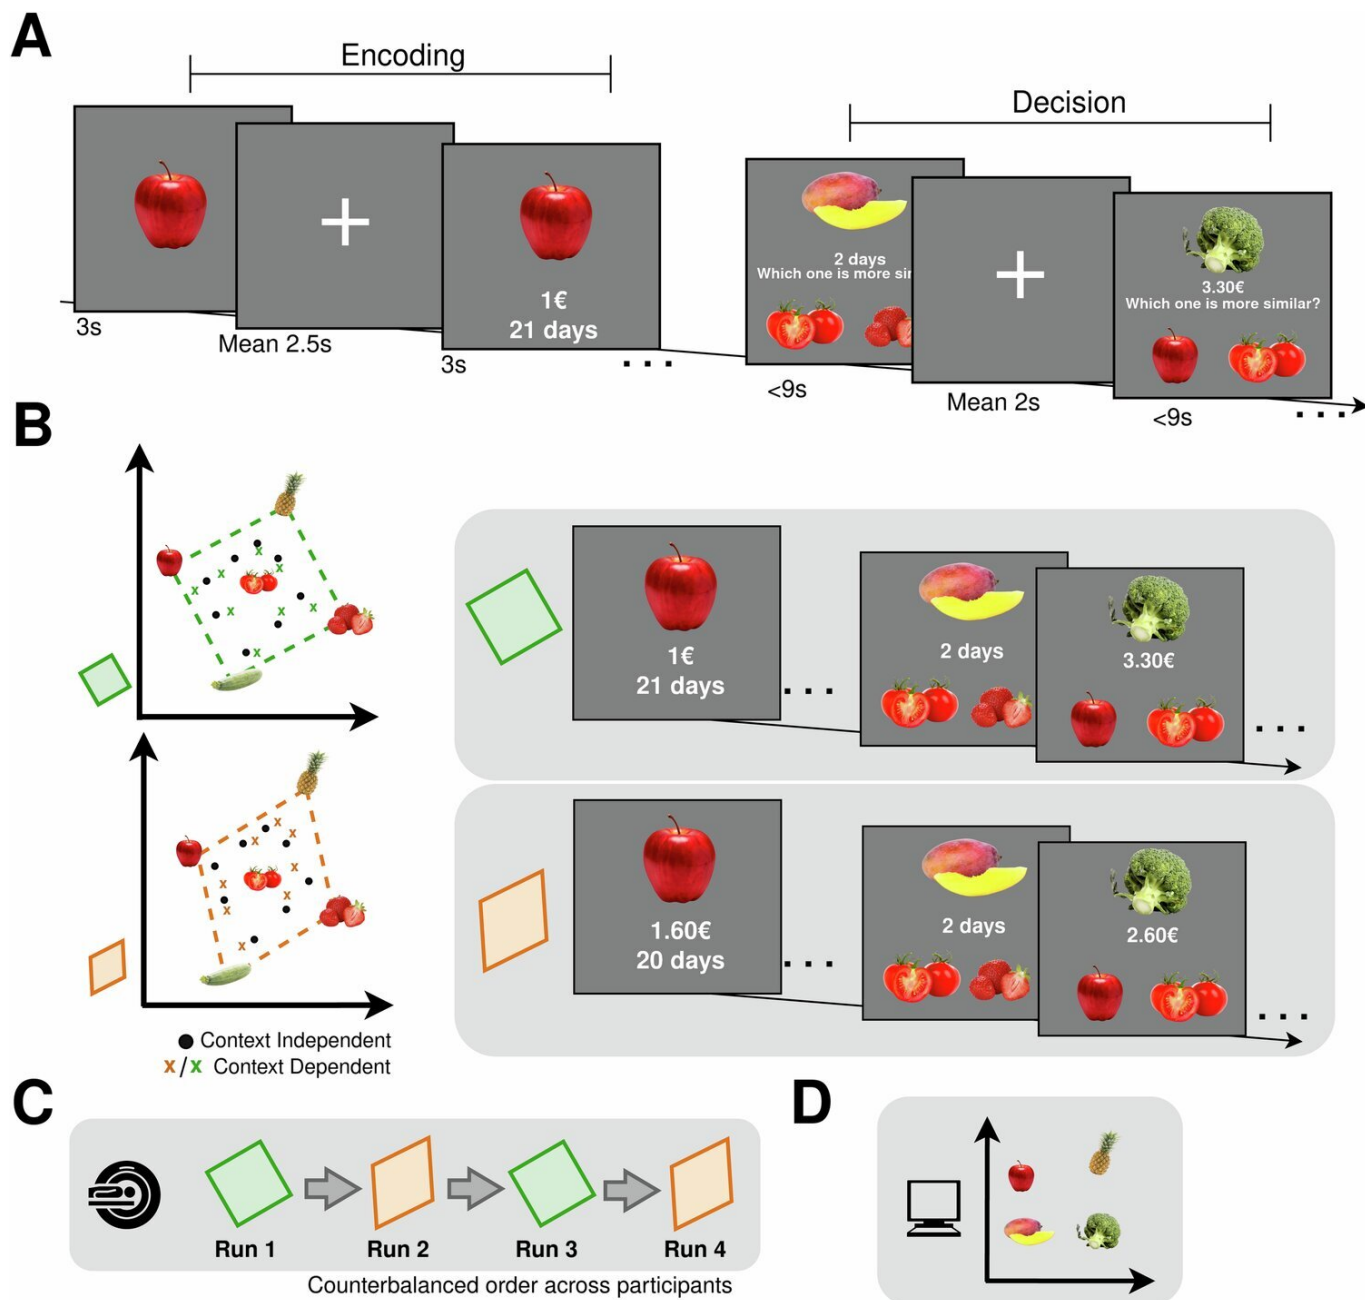 A
Encoding
1€
21 days
3s
Mean 2.5s
3s
...
Decision
2 days
Which one is more sir
3.30€
Which one is more similar?
<9s
Mean 2s
<9s
...
B
1€
21 days
...
2 days
3.30€
...
1.60€
20 days
...
2 days
2.60€
...
Context Independent
x/x Context Dependent
C
Run 1
Run 2
Run 3
Run 4
Counterbalanced order across participants
D